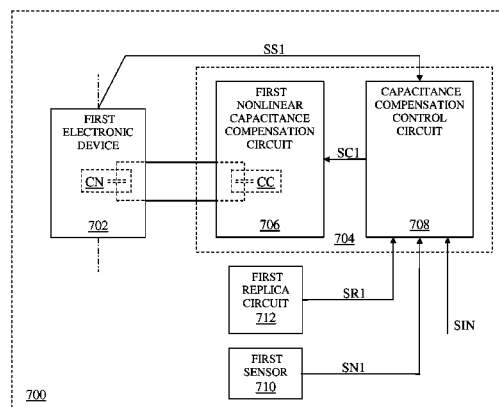 SS1
FIRST
ELECTRONIC
DEVICE
CN
702
FIRST
NONLINEAR
CAPACITANCE
COMPENSATION
CIRCUIT
CC
706
SC1
CAPACITANCE
COMPENSATION
CONTROL
CIRCUIT
708
704
FIRST
REPLICA
CIRCUIT
712
SR1
SIN
FIRST
SENSOR
710
SN1
700